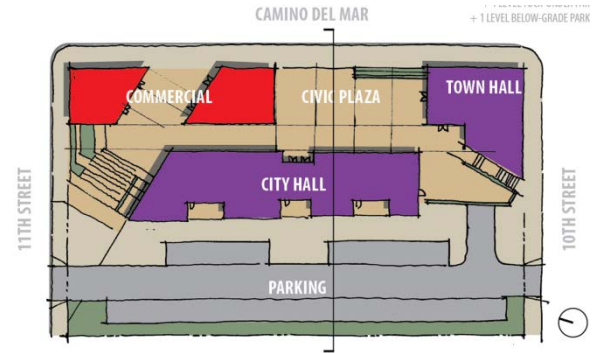 CAMINO DEL MAR
+ 1 LEVEL BELOW-GRADE PARK
COMMERCIAL
CIVIC PLAZA
TOWN HALL
CITY HALL
11TH STREET
10TH STREET
PARKING